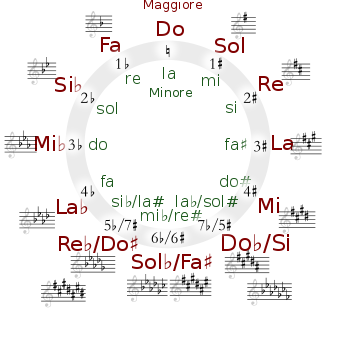 Maggiore
Do
Fa ♮ Sol
1♭ 1♯
re la mi
Si♭ Minore Re
2♭ 2♯
sol si
Mi♭ 3♭ do fa♯ 3♯ La
fa do♯
4♭ 4♯
La♭ si♭/la# la♭/sol# Mi
mi♭/re#
5♭/7♯ 7♭/5♯
Re♭/Do♯ 6♭/6♯ Do♭/Si
Sol♭/Fa♯